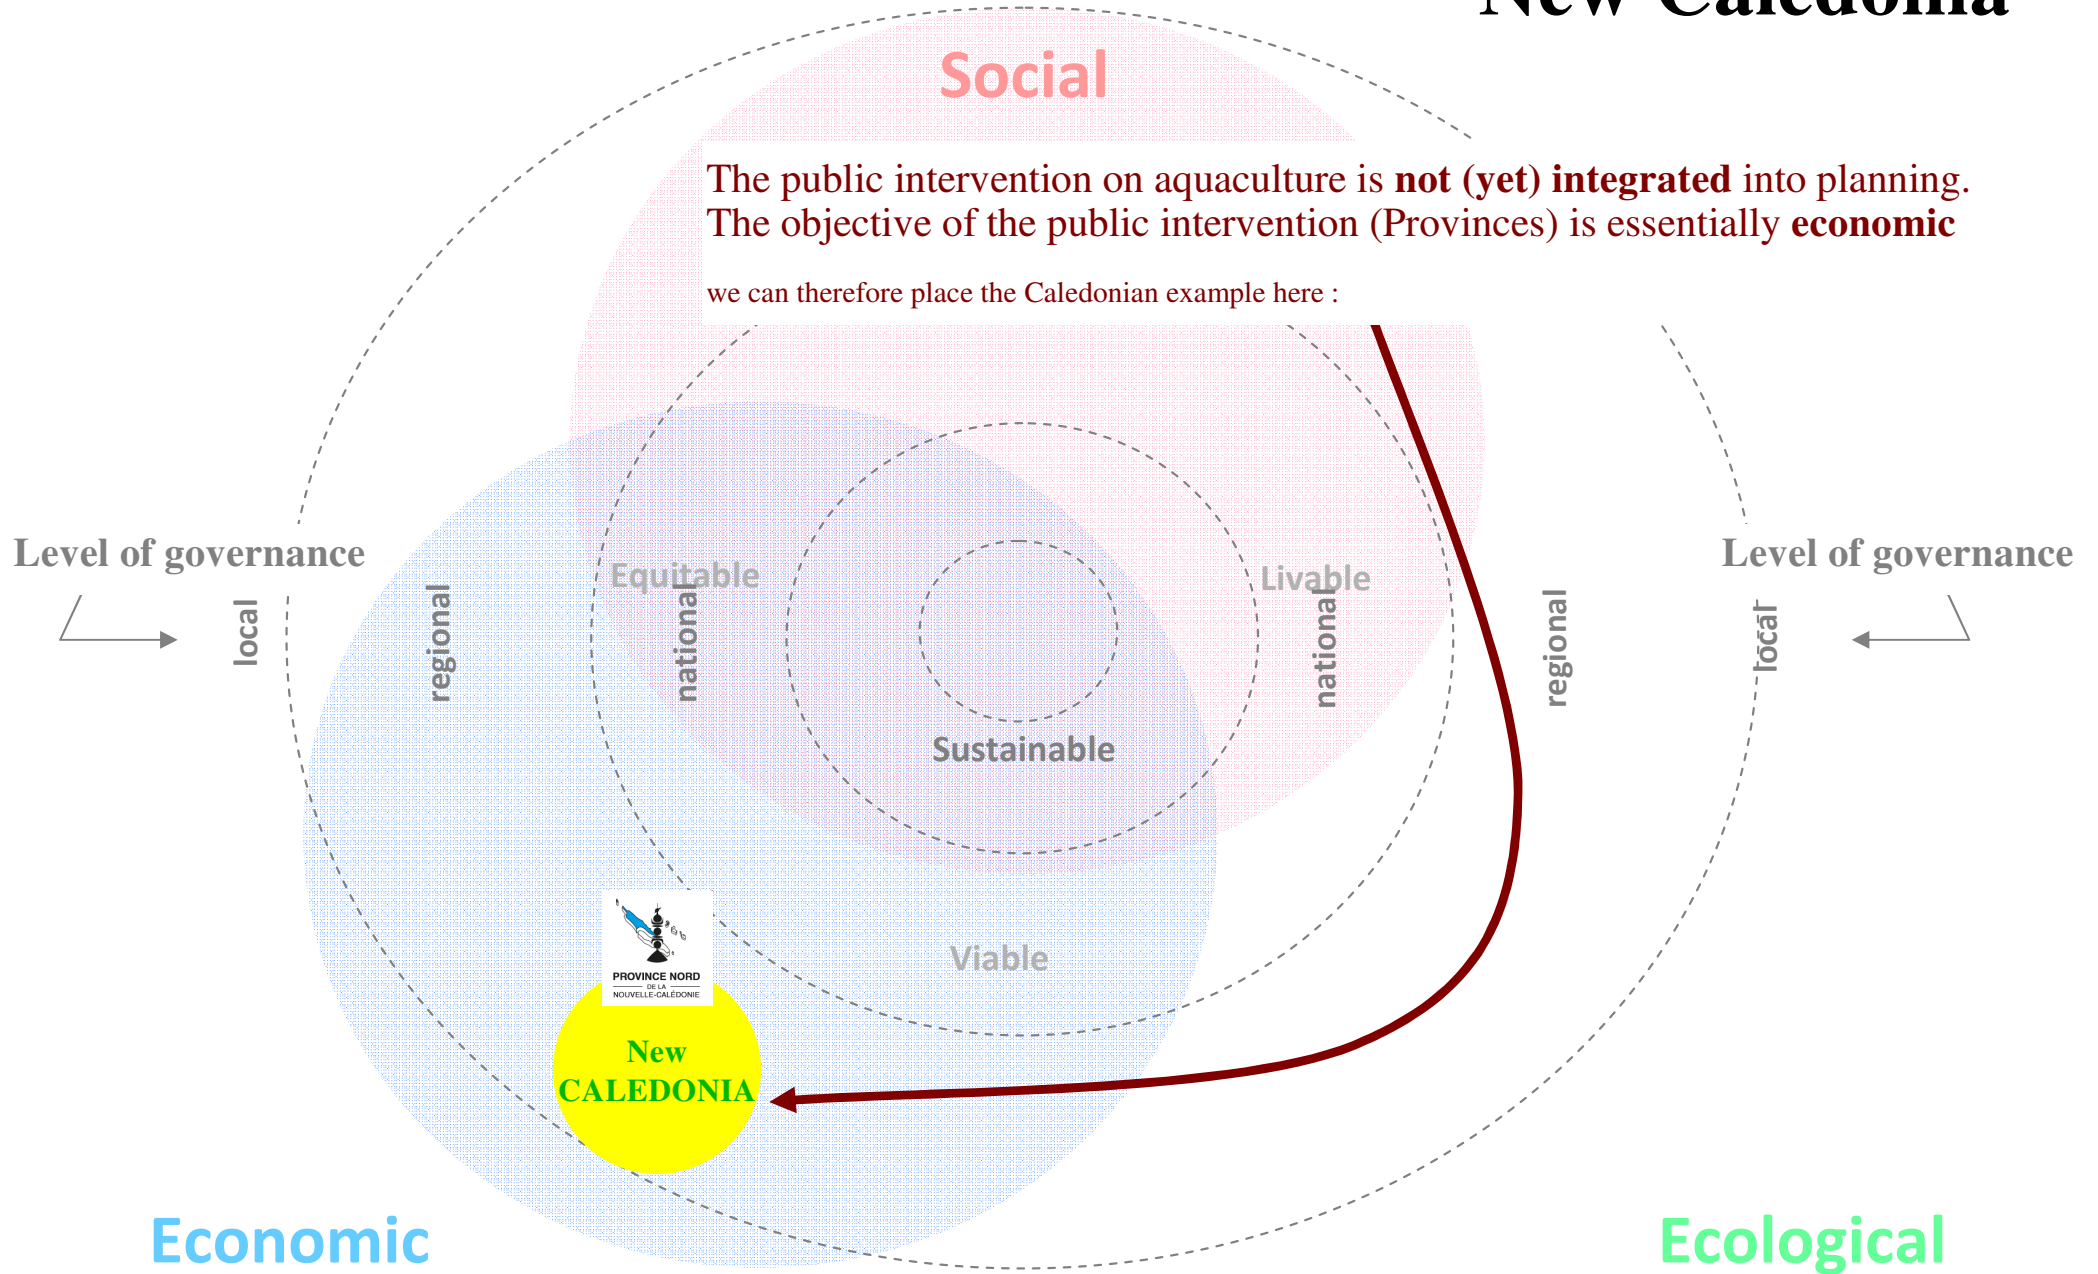 New Caledonia
Social
The public intervention on aquaculture is not (yet) integrated into planning.
The objective of the public intervention (Provinces) is essentially economic
we can therefore place the Caledonian example here :
Level of governance
Level of governance
Equitable
Livable
local
regional
national
national
regional
local
Sustainable
Viable
PROVINCE NORD
DE LA
NOUVELLE-CALÉDONIE
New
CALEDONIA
Economic
Ecological